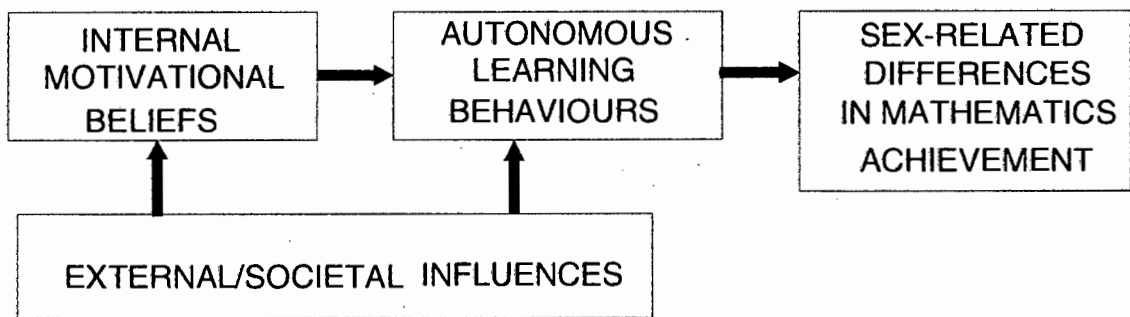 INTERNAL
MOTIVATIONAL
BELIEFS
AUTONOMOUS
LEARNING
BEHAVIOURS
SEX-RELATED
DIFFERENCES
IN MATHEMATICS
ACHIEVEMENT
EXTERNAL/SOCIETAL INFLUENCES